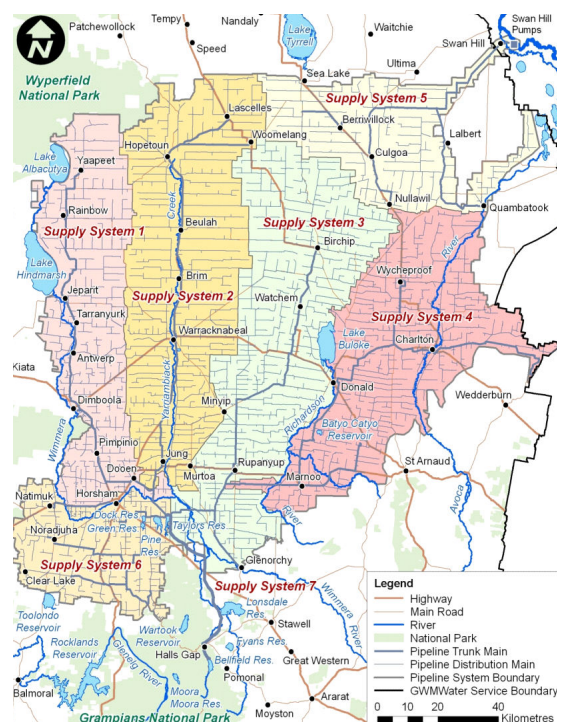 Patchewollock
Tempy
Nandaly
Speed
Lake
Tyrrell
Waitchie
Swan Hill
Pumps
Swan Hill
Ultima
Sea Lake
N
Wyperfield
National Park
Supply System 5
Lascelles
Berriwillock
Lalbert
Woomelang
Hopetoun
Culgoa
Lake
Albacutya
Yaapeet
Nullawil
Quambatook
Creek
Rainbow
Supply System 1
Beulah
Supply System 3
Birchip
River
Lake
Hindmarsh
Brim
Wycheproof
Jeparit
Supply System 2
Watchem
Supply System 4
Tarranyurk
Warracknabeal
Lake
Buloke
Charlton
Antwerp
Kiata
Yarriambiack
Donald
Dimboola
Minyip
Wedderburn
Richardson
Batyo Catyo
Reservoir
Wimmera
Pimpinio
Jung
Rupanyup
St Arnaud
Dooen
Murtoa
Marnoo
Natimuk
Horsham
River
Avoca
Dock Res.
Green Res.
Taylors Res.
Pine
Res.
Noradjuha
Glenorchy
Supply System 6
Supply System 7
Clear Lake
Lonsdale
Res.
Wimmera River
Toolondo
Reservoir
Wartook
Reservoir
Stawell
Rocklands
Reservoir
Fyans Res.
Glenelg River
Halls Gap
Bellfield Res.
Great Western
Pomonal
Balmoral
Moora
Moora Res
Ararat
Moyston
Grampians National Park
Legend
Highway
Main Road
River
National Park
Pipeline Trunk Main
Pipeline Distribution Main
Pipeline System Boundary
GWMWater Service Boundary
0 20 40
Kilometres